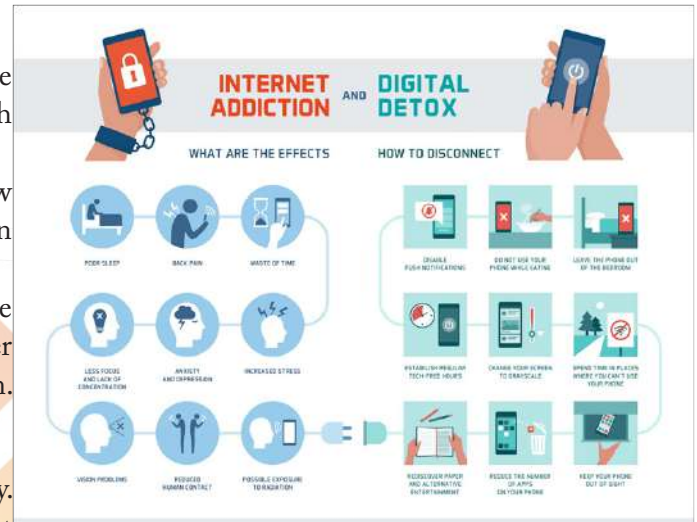 INTERNET ADDICTION AND DIGITAL DETOX
WHAT ARE THE EFFECTS
POOR SLEEP
BACK PAIN
WASTE OF TIME
LESS FOCUS
AND LACK OF
CONCENTRATION
ANXIETY
AND DEPRESSION
INCREASED STRESS
VISION PROBLEMS
REDUCED
HUMAN CONTACT
POSSIBLE EXPOSURE
TO RADIATION
HOW TO DISCONNECT
DISABLE
PUSH NOTIFICATIONS
DO NOT USE YOUR
PHONE WHILE EATING
LEAVE THE PHONE OUT
OF THE BEDROOM
ESTABLISH REGULAR
TECH-FREE HOURS
CHANGE YOUR SCREEN
TO GRAYSCALE
SPEND TIME IN PLACES
WHERE YOU CAN'T USE
YOUR PHONE
REDISCOVER PAPER
AND ALTERNATIVE
ENTERTAINMENT
REDUCE THE NUMBER
OF APPS
ON YOUR PHONE
KEEP YOUR PHONE
OUT OF SIGHT